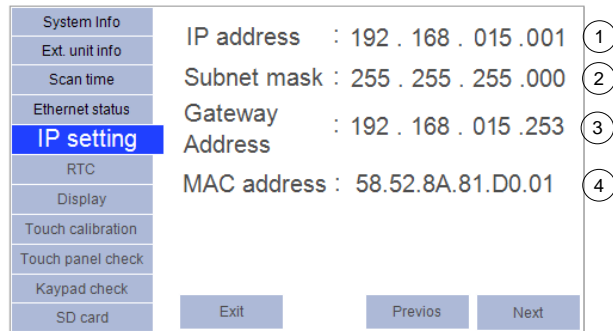 System Info
Ext. unit info
Scan time
Ethernet status
IP setting
RTC
Display
Touch calibration
Touch panel check
Kaypad check
SD card
IP address : 192 . 168 . 015 .001 1
Subnet mask : 255 . 255 . 255 .000 2
Gateway
Address : 192 . 168 . 015 .253 3
MAC address : 58.52.8A.81.D0.01 4
Exit Previos Next